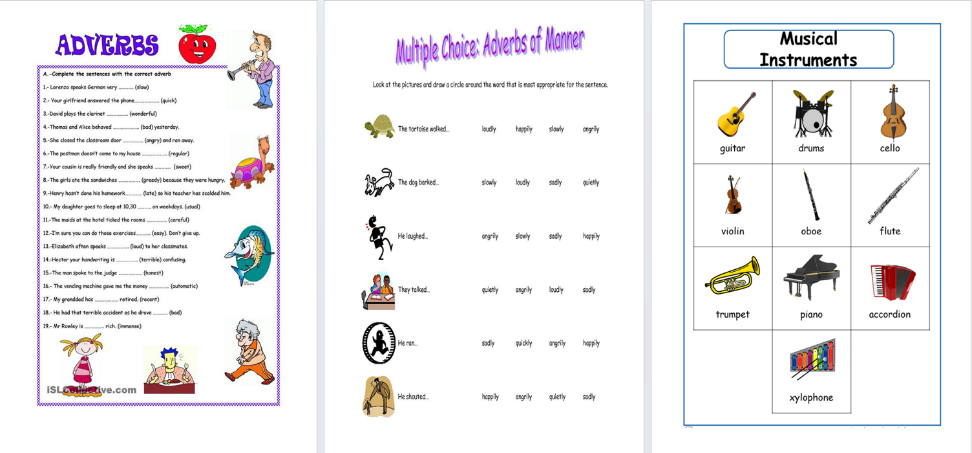 ADVERBS
A.-Complete the sentences with the correct adverb
1.- Lorenzo speaks German very .......... (slow)
2.- Your girlfriend answered the phone................ (quick)
3.-David plays the clarinet ................ (wonderful)
4.-Thomas and Alice behaved ................. (bad) yesterday.
5.-She closed the classroom door ............. (angry) and ran away.
6.-The postman doesn't come to my house ................ (regular)
7.-Your cousin is really friendly and she speaks .......... (sweet)
8.-The girls ate the sandwiches .............. (greedy) because they were hungry.
9.-Henry hasn't done his homework........... (late) so his teacher has scolded him.
10.- My daughter goes to sleep at 10,30 ......... on weekdays. (usual)
11.-The maids at the hotel tidied the rooms ............. (careful)
12.-I'm sure you can do these exercises......... (easy). Don't give up.
13.-Elizabeth often speaks .............. (loud) to her classmates.
14.-Hector your handwriting is .............. (terrible) confusing.
15.-The man spoke to the judge ............... (honest)
16.- The vending machine gave me the money ............. (automatic)
17.- My granddad has ............... retired. (recent)
18.- He had that terrible accident as he drove .......... (bad)
19.- Mr Rowley is ............ rich. (immense)
iSLCollective.com
Multiple Choice: Adverbs of Manner
Look at the pictures and draw a circle around the word that is most appropriate for the sentence.
The tortoise walked... loudly happily slowly angrily
The dog barked... slowly loudly sadly quietly
He laughed... angrily slowly sadly happily
They talked... quietly angrily loudly sadly
He ran... sadly quickly angrily happily
He shouted... happily angrily quietly sadly
Musical
Instruments
guitar drums cello
violin oboe flute
trumpet piano accordion
xylophone